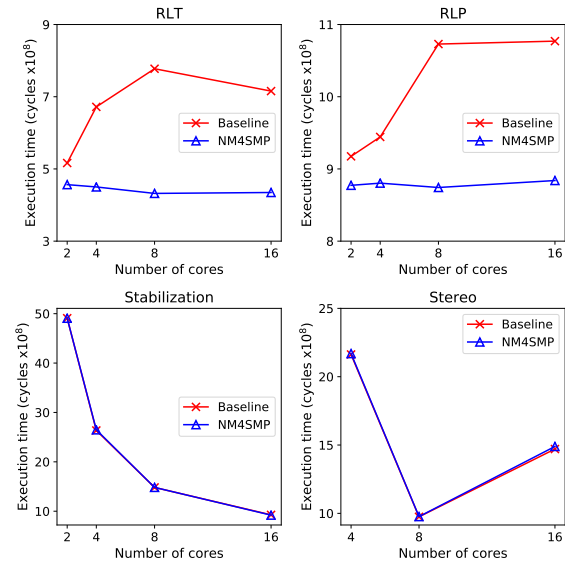 RLT
Execution time (cycles x10⁸)
9
7
5
3
Baseline
NM4SMP
2 4 8 16
Number of cores
RLP
Execution time (cycles x10⁸)
11
10
9
8
Baseline
NM4SMP
2 4 8 16
Number of cores
Stabilization
Execution time (cycles x10⁸)
50
40
30
20
10
Baseline
NM4SMP
2 4 8 16
Number of cores
Stereo
Execution time (cycles x10⁸)
25
20
15
10
Baseline
NM4SMP
4 8 16
Number of cores